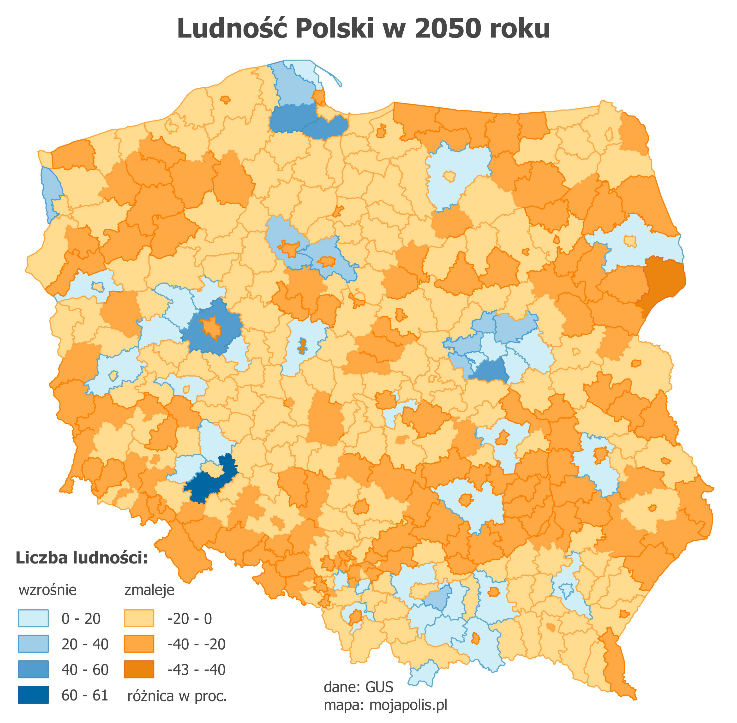 Ludność Polski w 2050 roku
Liczba ludności:
wzrośnie zmaleje
0 - 20 -20 - 0
20 - 40 -40 - -20
40 - 60 -43 - -40
60 - 61 różnica w proc.
dane: GUS
mapa: mojapolis.pl